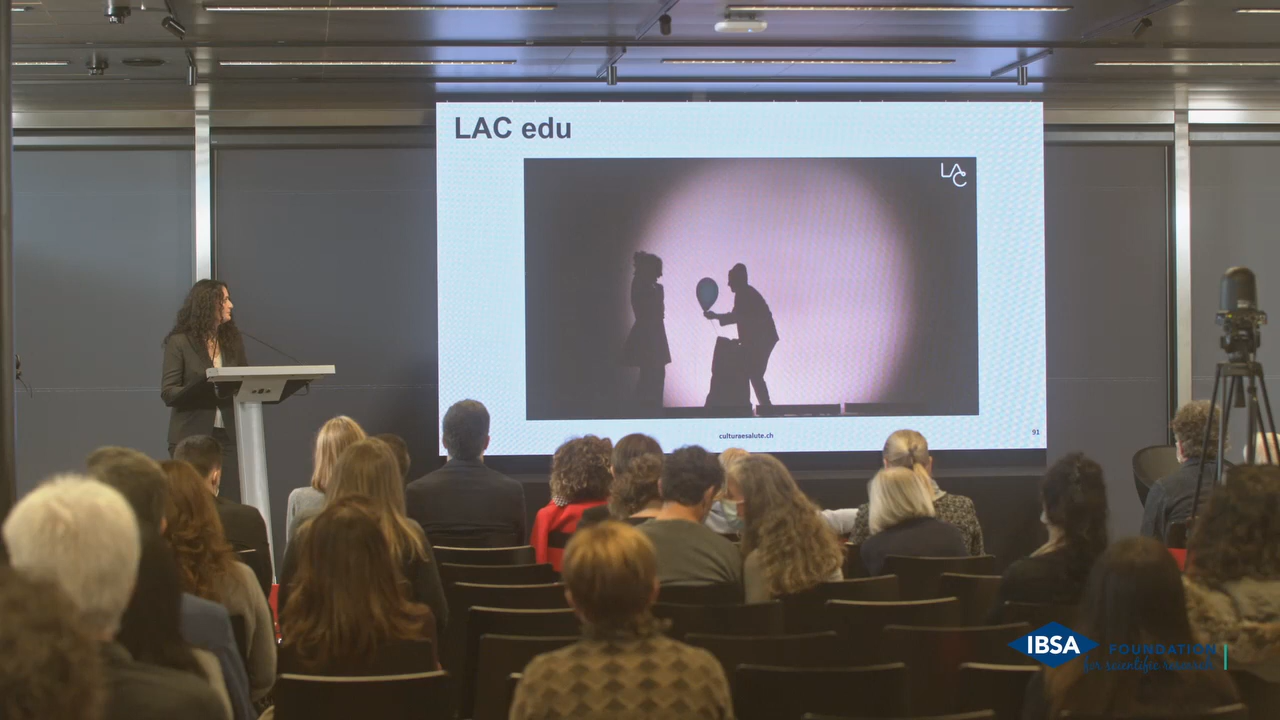 LAC edu
LAC
culturaesalute.ch
91
IBSA
FOUNDATION
for scientific research